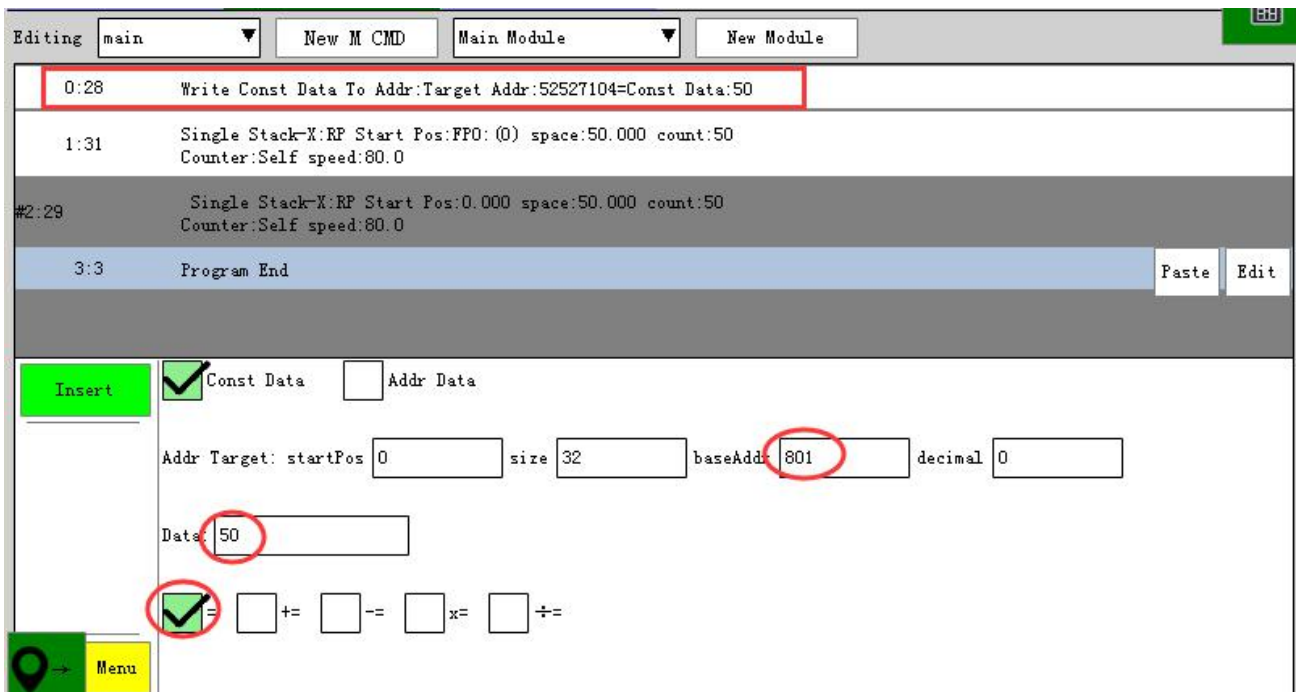 Editing main New M CMD Main Module New Module
0:28 Write Const Data To Addr:Target Addr:52527104=Const Data:50
1:31 Single Stack-X:RP Start Pos:FP0:(0) space:50.000 count:50
Counter:Self speed:80.0
#2:29 Single Stack-X:RP Start Pos:0.000 space:50.000 count:50
Counter:Self speed:80.0
3:3 Program End Paste Edit
Insert Const Data Addr Data
Addr Target: startPos 0 size 32 baseAddr 801 decimal 0
Data: 50
= += -= x= ÷=
Menu